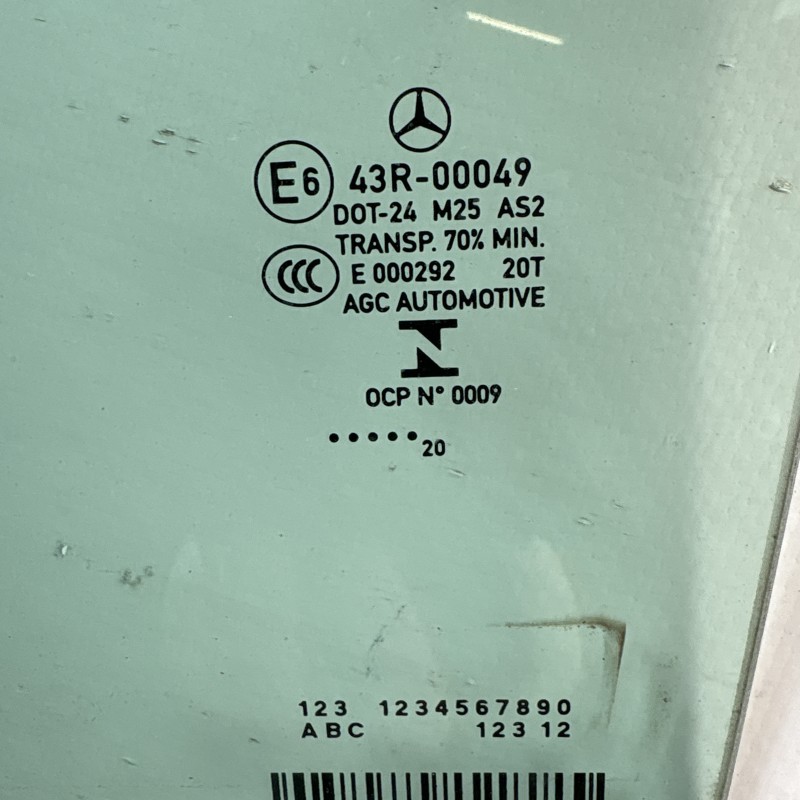 E6 43R-00049
DOT-24 M25 AS2
TRANSP. 70% MIN.
CCC E 000292 20T
AGC AUTOMOTIVE
OCP N° 0009
.....20
123 1234567890
ABC 123 12